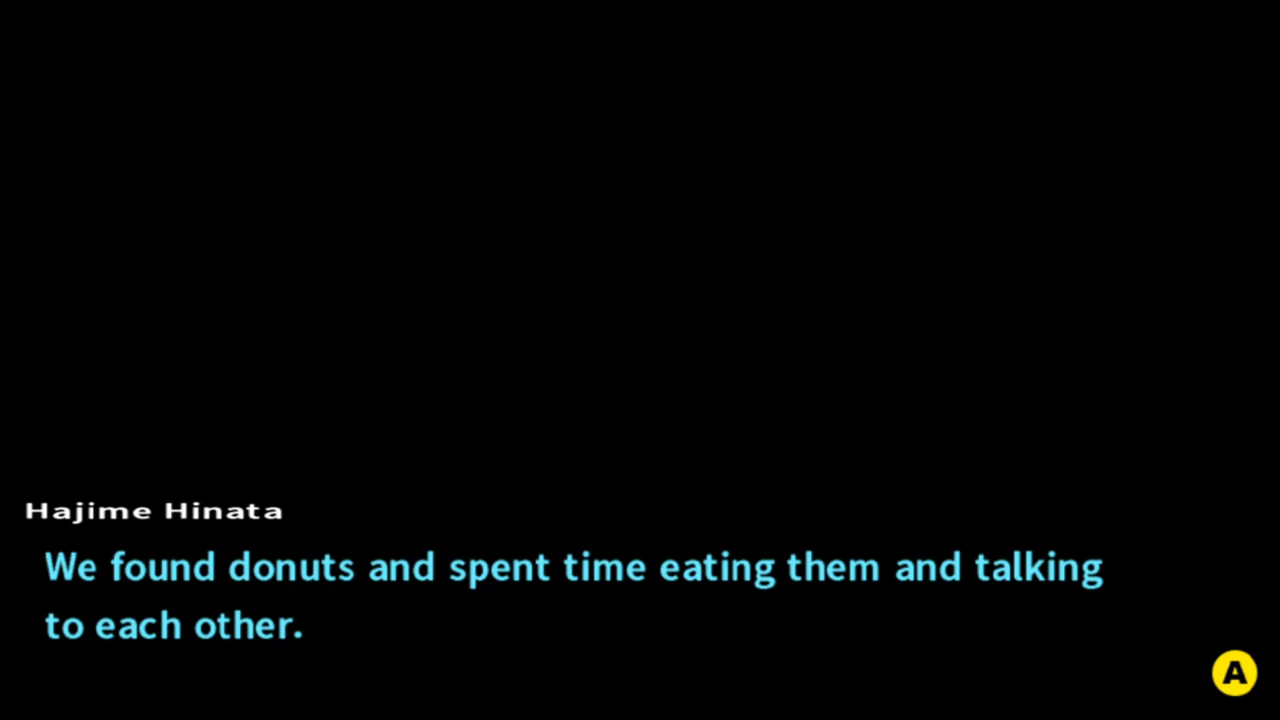 Hajime Hinata
We found donuts and spent time eating them and talking
to each other.
A